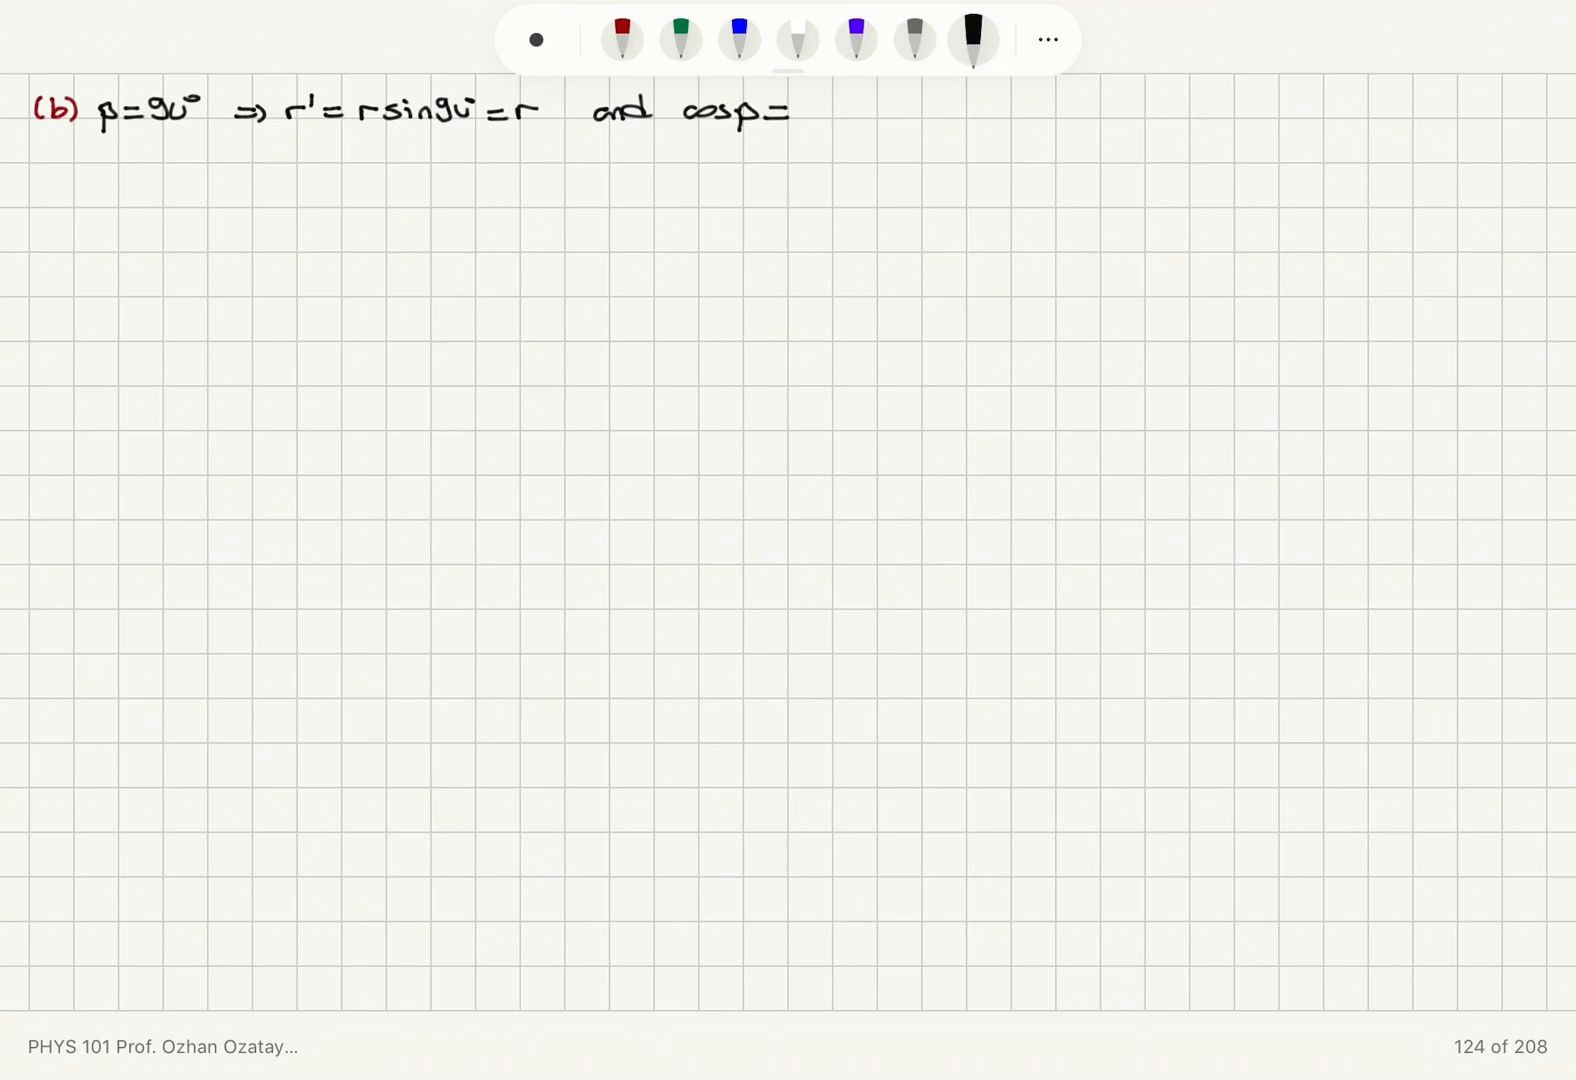 (b) β=90° ⇒ r'= rsin90°=r and cosβ=
PHYS 101 Prof. Ozhan Ozatay...
124 of 208